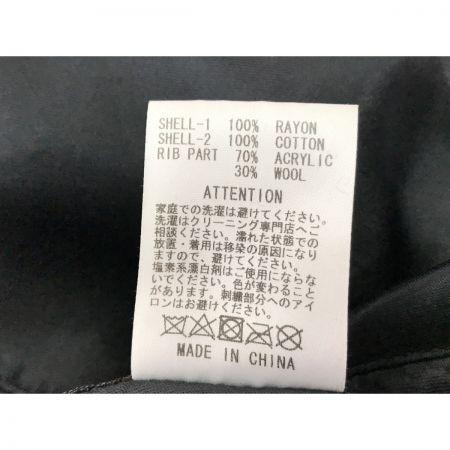 SHELL-1 100% RAYON
SHELL-2 100% COTTON
RIB PART 70% ACRYLIC
30% WOOL
ATTENTION
家庭での洗濯は避けてください。
洗濯はクリーニング専門店へご
相談ください。濡れた状態での
放置・着用は移染の原因になり
ますので、避けてください。
塩素系漂白剤はご使用にならな
いでください。色が変わること
があります。刺繍部分へのアイ
ロンはお避けください。
MADE IN CHINA